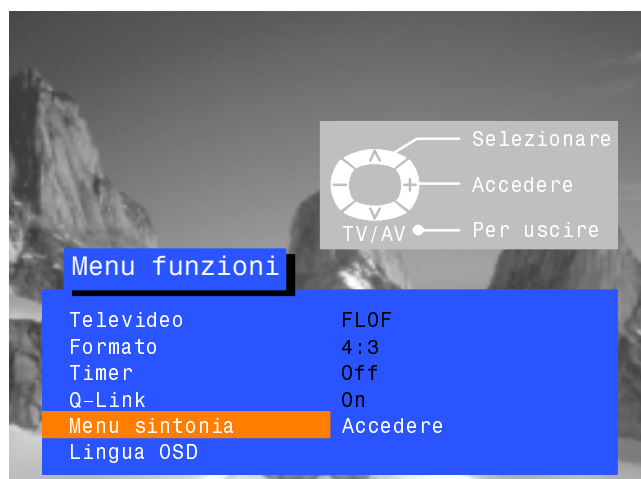 Selezionare
Accedere
TV/AV Per uscire
Menu funzioni
Televideo FLOF
Formato 4:3
Timer Off
Q-Link On
Menu sintonia Accedere
Lingua OSD